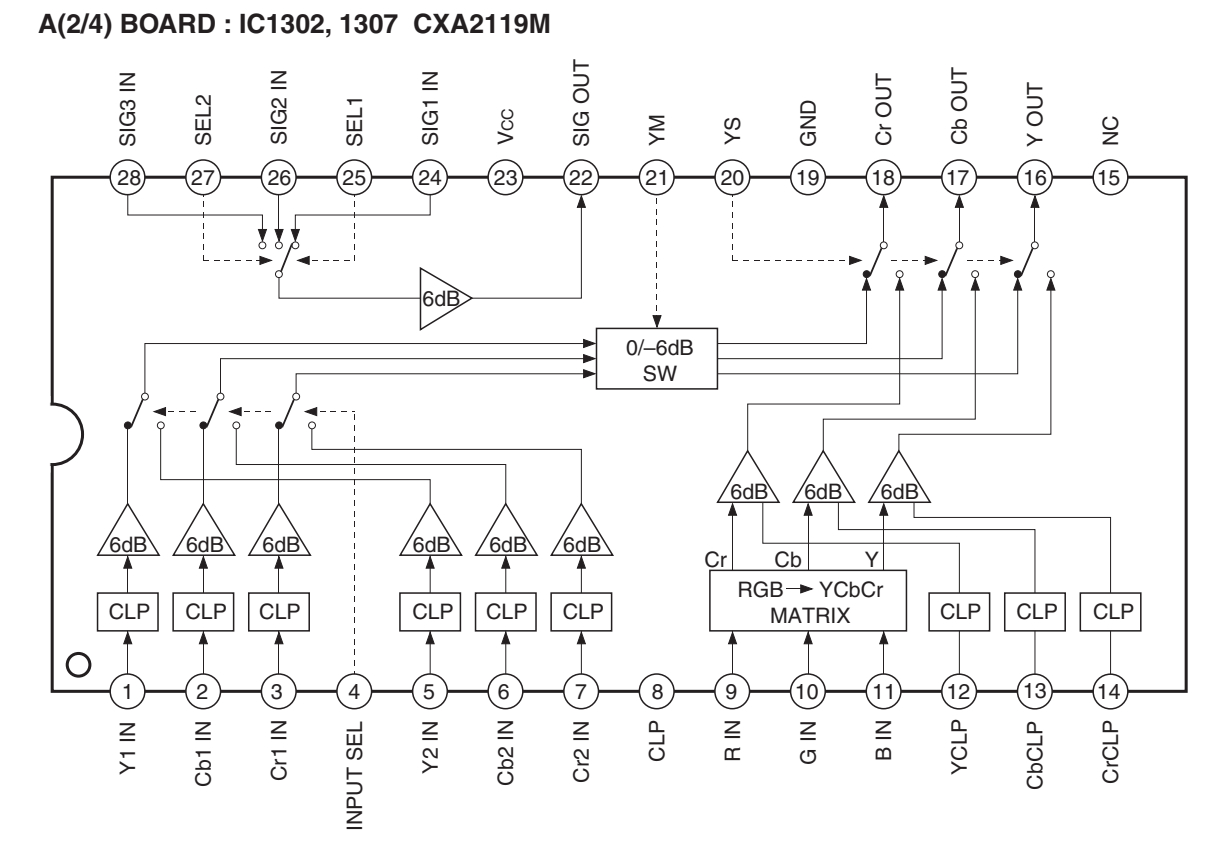 A(2/4) BOARD : IC1302, 1307 CXA2119M
SIG3 IN
SEL2
SIG2 IN
SEL1
SIG1 IN
Vcc
SIG OUT
YM
YS
GND
Cr OUT
Cb OUT
Y OUT
NC
28 27 26 25 24 23 22 21 20 19 18 17 16 15
6dB
0/–6dB
SW
6dB 6dB 6dB
6dB 6dB 6dB 6dB 6dB 6dB
Cr Cb Y
RGB YCbCr
MATRIX
CLP CLP CLP CLP CLP CLP CLP CLP CLP
1 2 3 4 5 6 7 8 9 10 11 12 13 14
Y1 IN
Cb1 IN
Cr1 IN
INPUT SEL
Y2 IN
Cb2 IN
Cr2 IN
CLP
R IN
G IN
B IN
YCLP
CbCLP
CrCLP